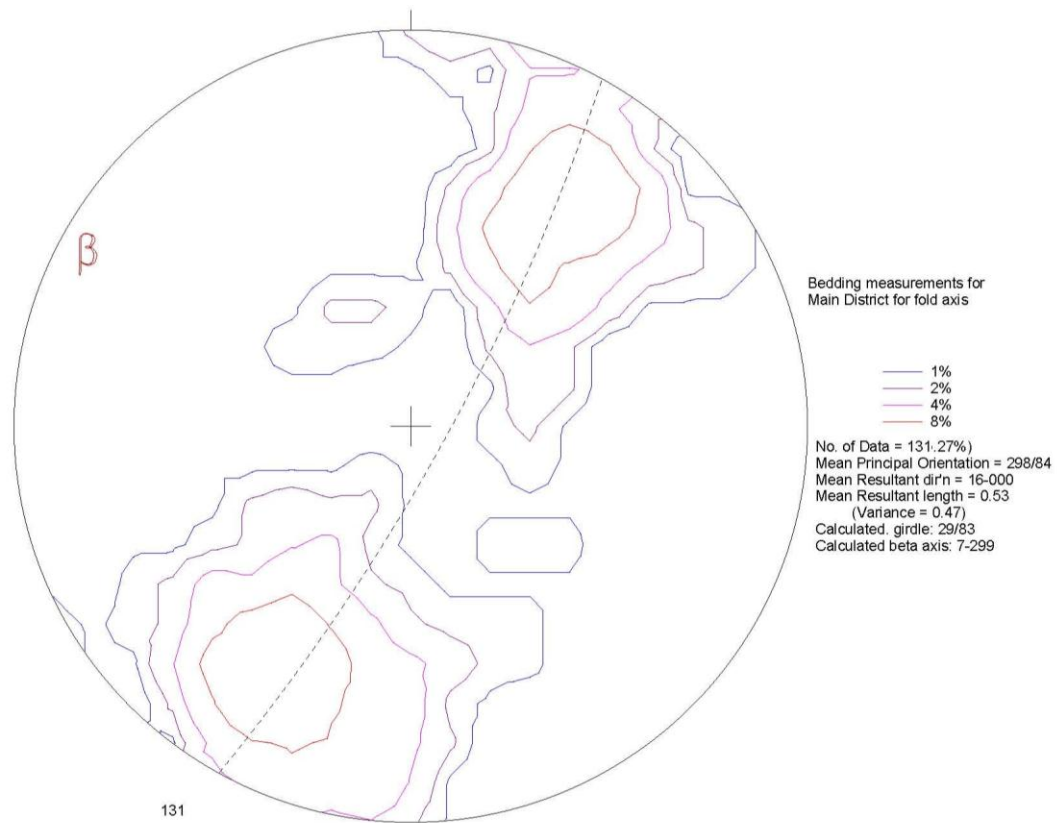 β
Bedding measurements for
Main District for fold axis
1%
2%
4%
8%
No. of Data = 131.27%)
Mean Principal Orientation = 298/84
Mean Resultant dir'n = 16-000
Mean Resultant length = 0.53
(Variance = 0.47)
Calculated. girdle: 29/83
Calculated beta axis: 7-299
131